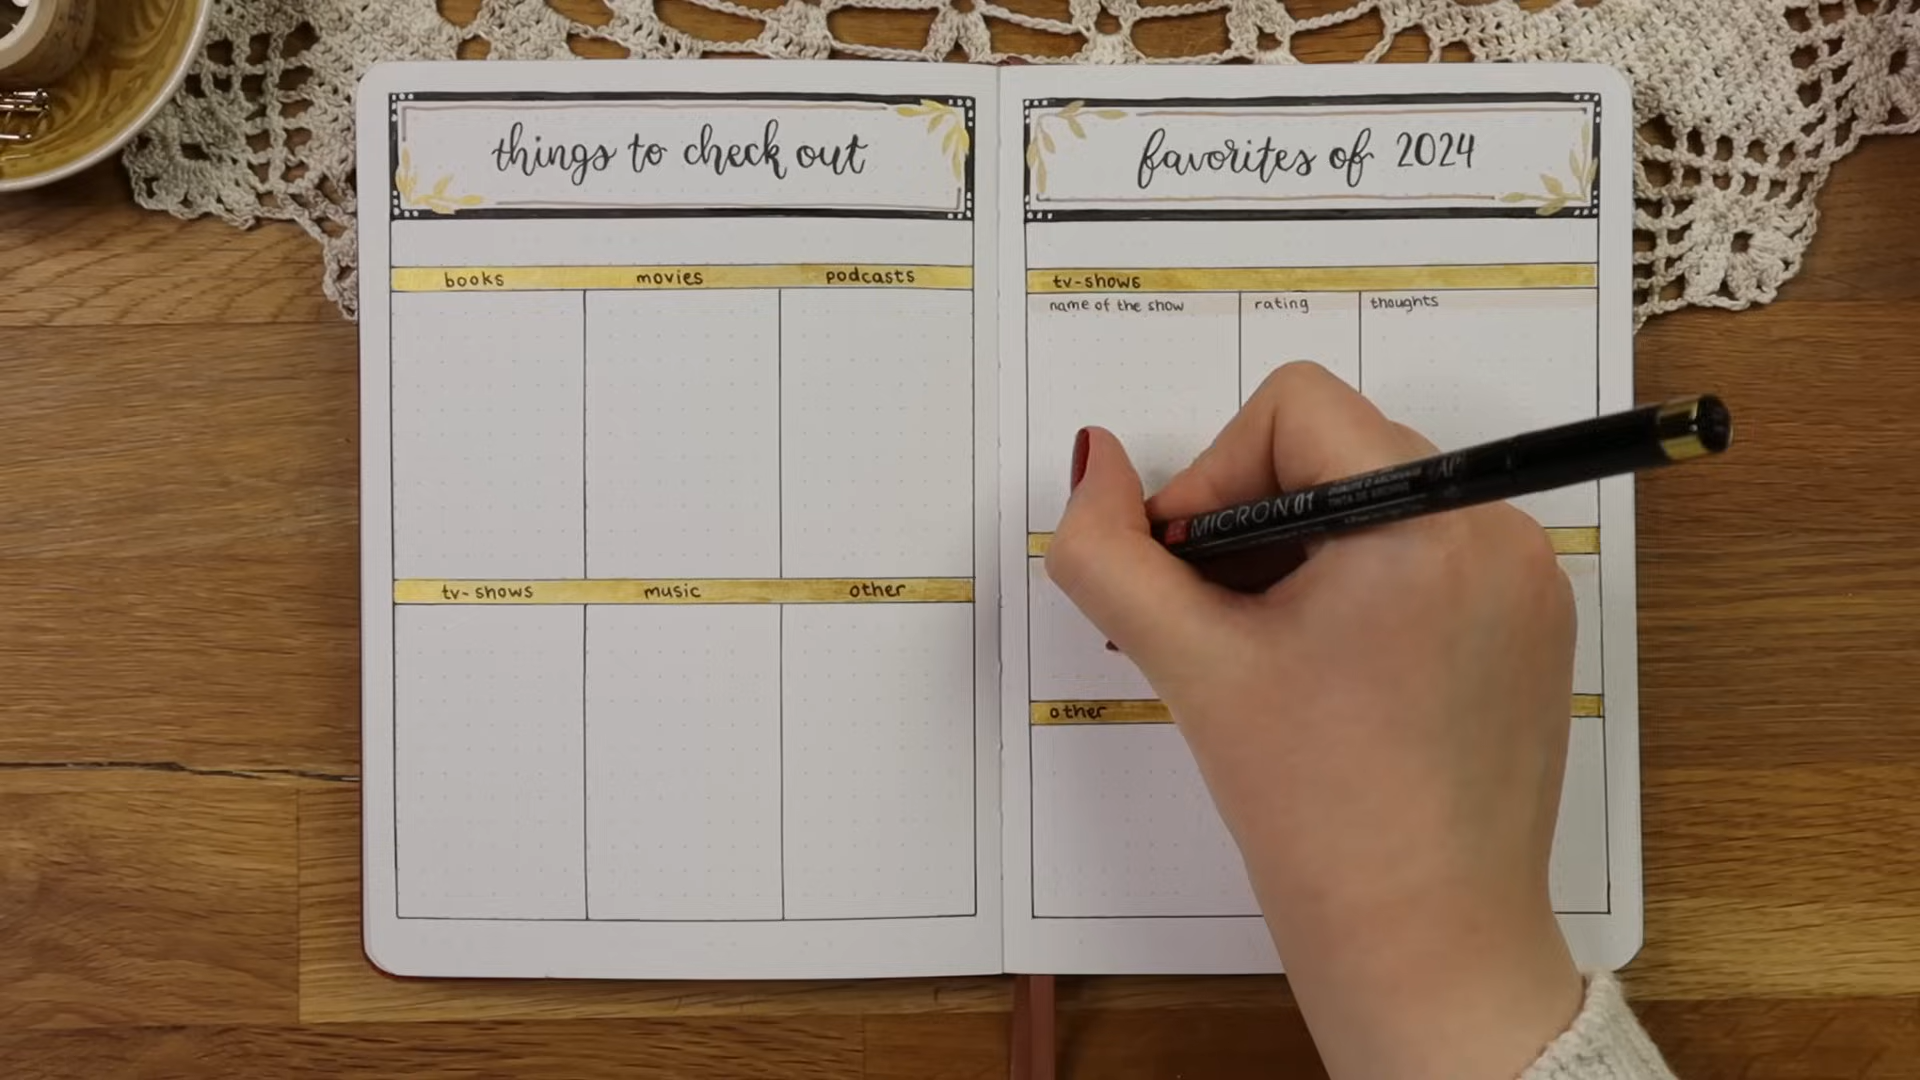 things to check out
books movies podcasts
tv-shows music other
favorites of 2024
tv-shows
name of the show rating thoughts
other
MICRON 01